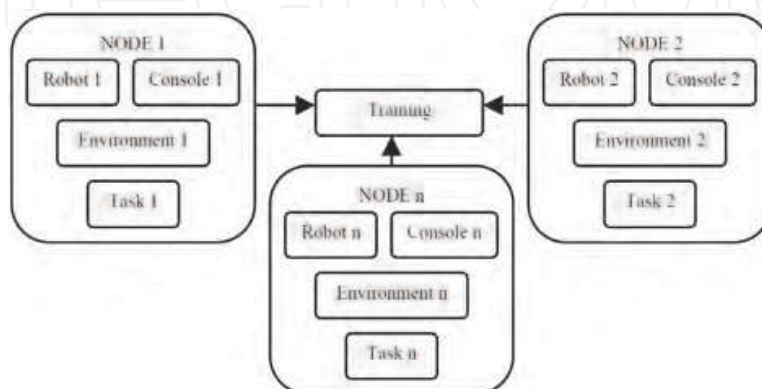 NODE 1
Robot 1
Console 1
Environment 1
Task 1
Training
NODE 2
Robot 2
Console 2
Environment 2
Task 2
NODE n
Robot n
Console n
Environment n
Task n